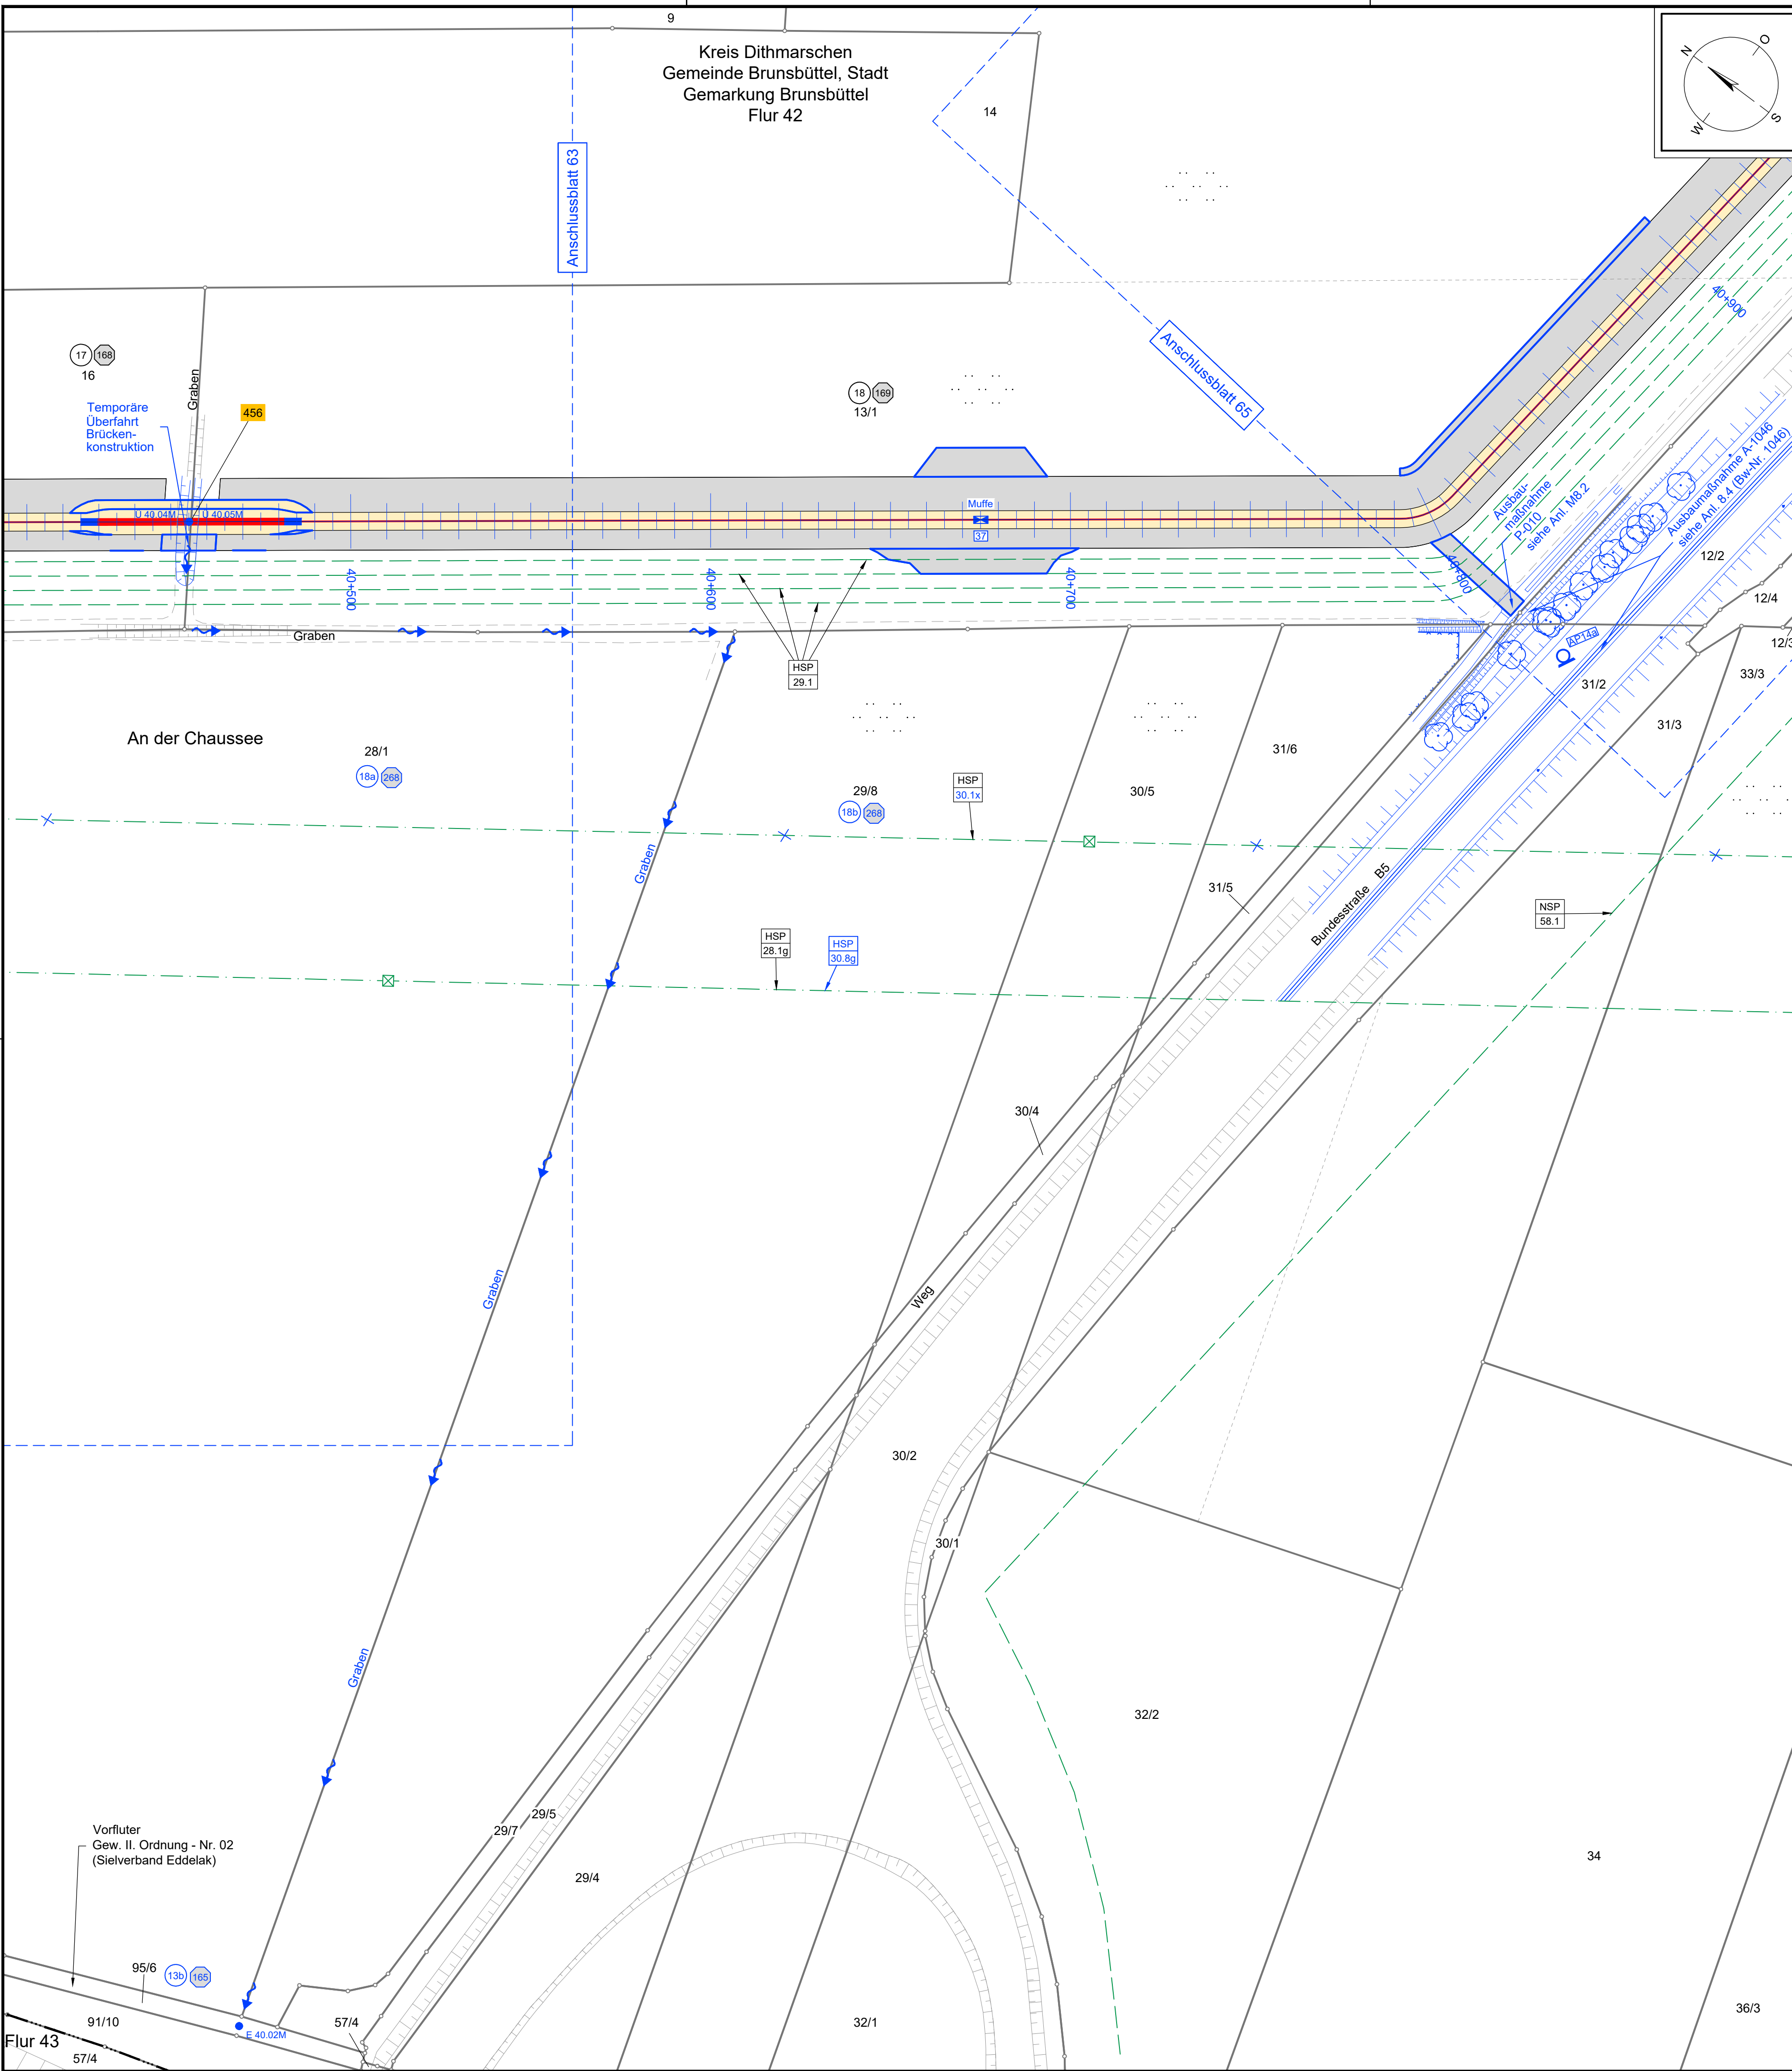 9
Kreis Dithmarschen
Gemeinde Brunsbüttel, Stadt
Gemarkung Brunsbüttel
Flur 42
14
N
O
W
S
Anschlussblatt 63
Anschlussblatt 65
17
168
16
Graben
Temporäre
Überfahrt
Brücken-
konstruktion
456
18
169
13/1
40+900
Ü 40.04M
Ü 40.05M
Muffe
37
40+500
40+600
40+700
40+800
Ausbau-
maßnahme
P-010
siehe Anl. M8.2
Ausbaumaßnahme A-1046
siehe Anl. 8.4 (Bw-Nr. 1046)
12/2
12/4
12/3
Graben
HSP
29.1
AP14a
31/2
33/3
31/3
An der Chaussee
28/1
18a
268
29/8
18b
268
HSP
30.1x
30/5
31/6
Graben
31/5
Bundesstraße B5
NSP
58.1
HSP
28.1g
HSP
30.8g
30/4
Graben
Weg
30/2
30/1
Graben
32/2
29/5
29/7
Vorfluter
Gew. II. Ordnung - Nr. 02
(Sielverband Eddelak)
29/4
34
95/6
13b
165
91/10
E 40.02M
57/4
32/1
36/3
Flur 43
57/4